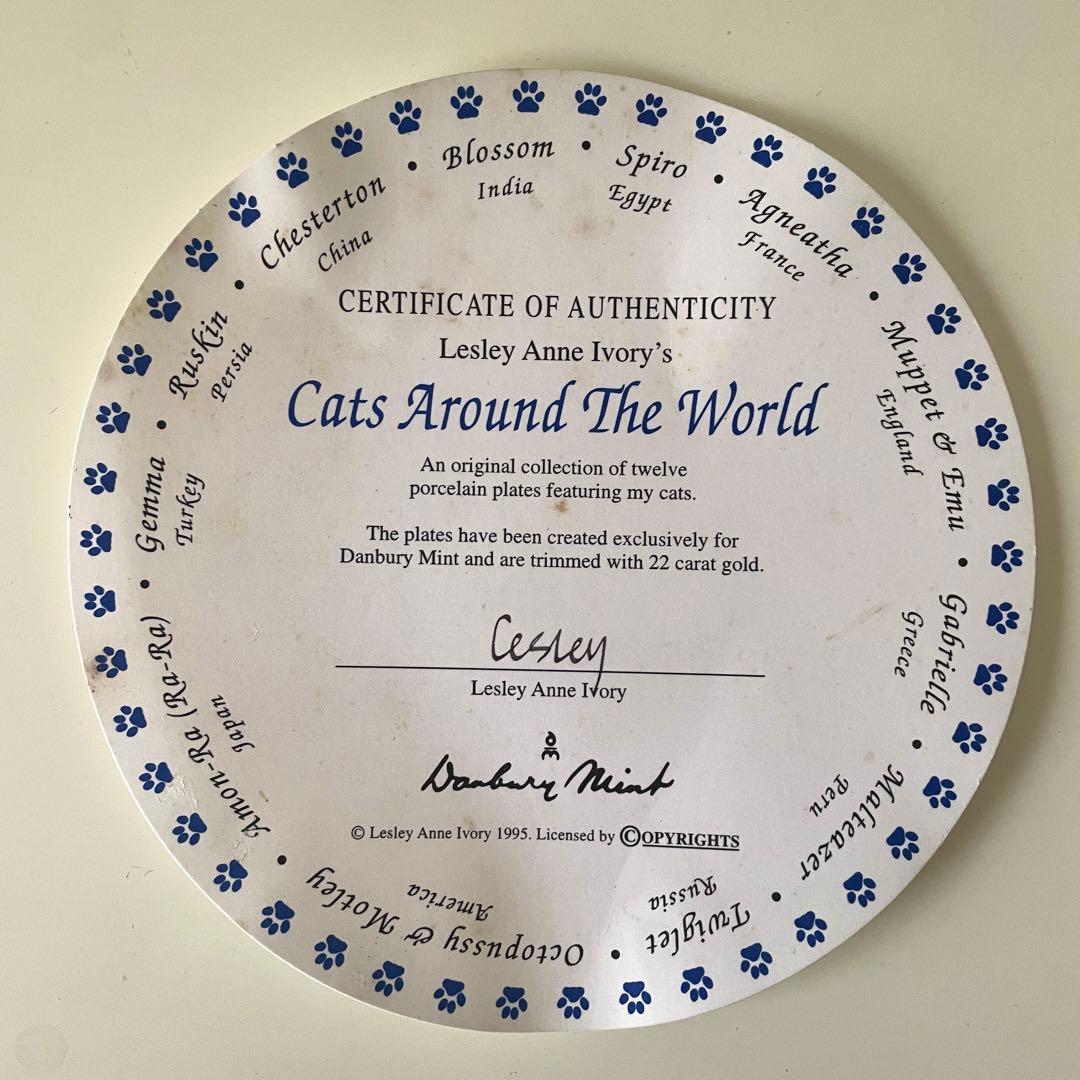 Blossom
India
Spiro
Egypt
Agneatha
France
Muppet & Emu
England
Gabrielle
Greece
Malteazer
Peru
Twiglet
Russia
Octopussy & Motley
America
Amon-Ra (Ra-Ra)
Japan
Gemma
Turkey
Ruskin
Persia
Chesterton
China
CERTIFICATE OF AUTHENTICITY
Lesley Anne Ivory's
Cats Around The World
An original collection of twelve
porcelain plates featuring my cats.
The plates have been created exclusively for
Danbury Mint and are trimmed with 22 carat gold.
Lesley
Lesley Anne Ivory
Danbury Mint
© Lesley Anne Ivory 1995. Licensed by ©OPYRIGHTS